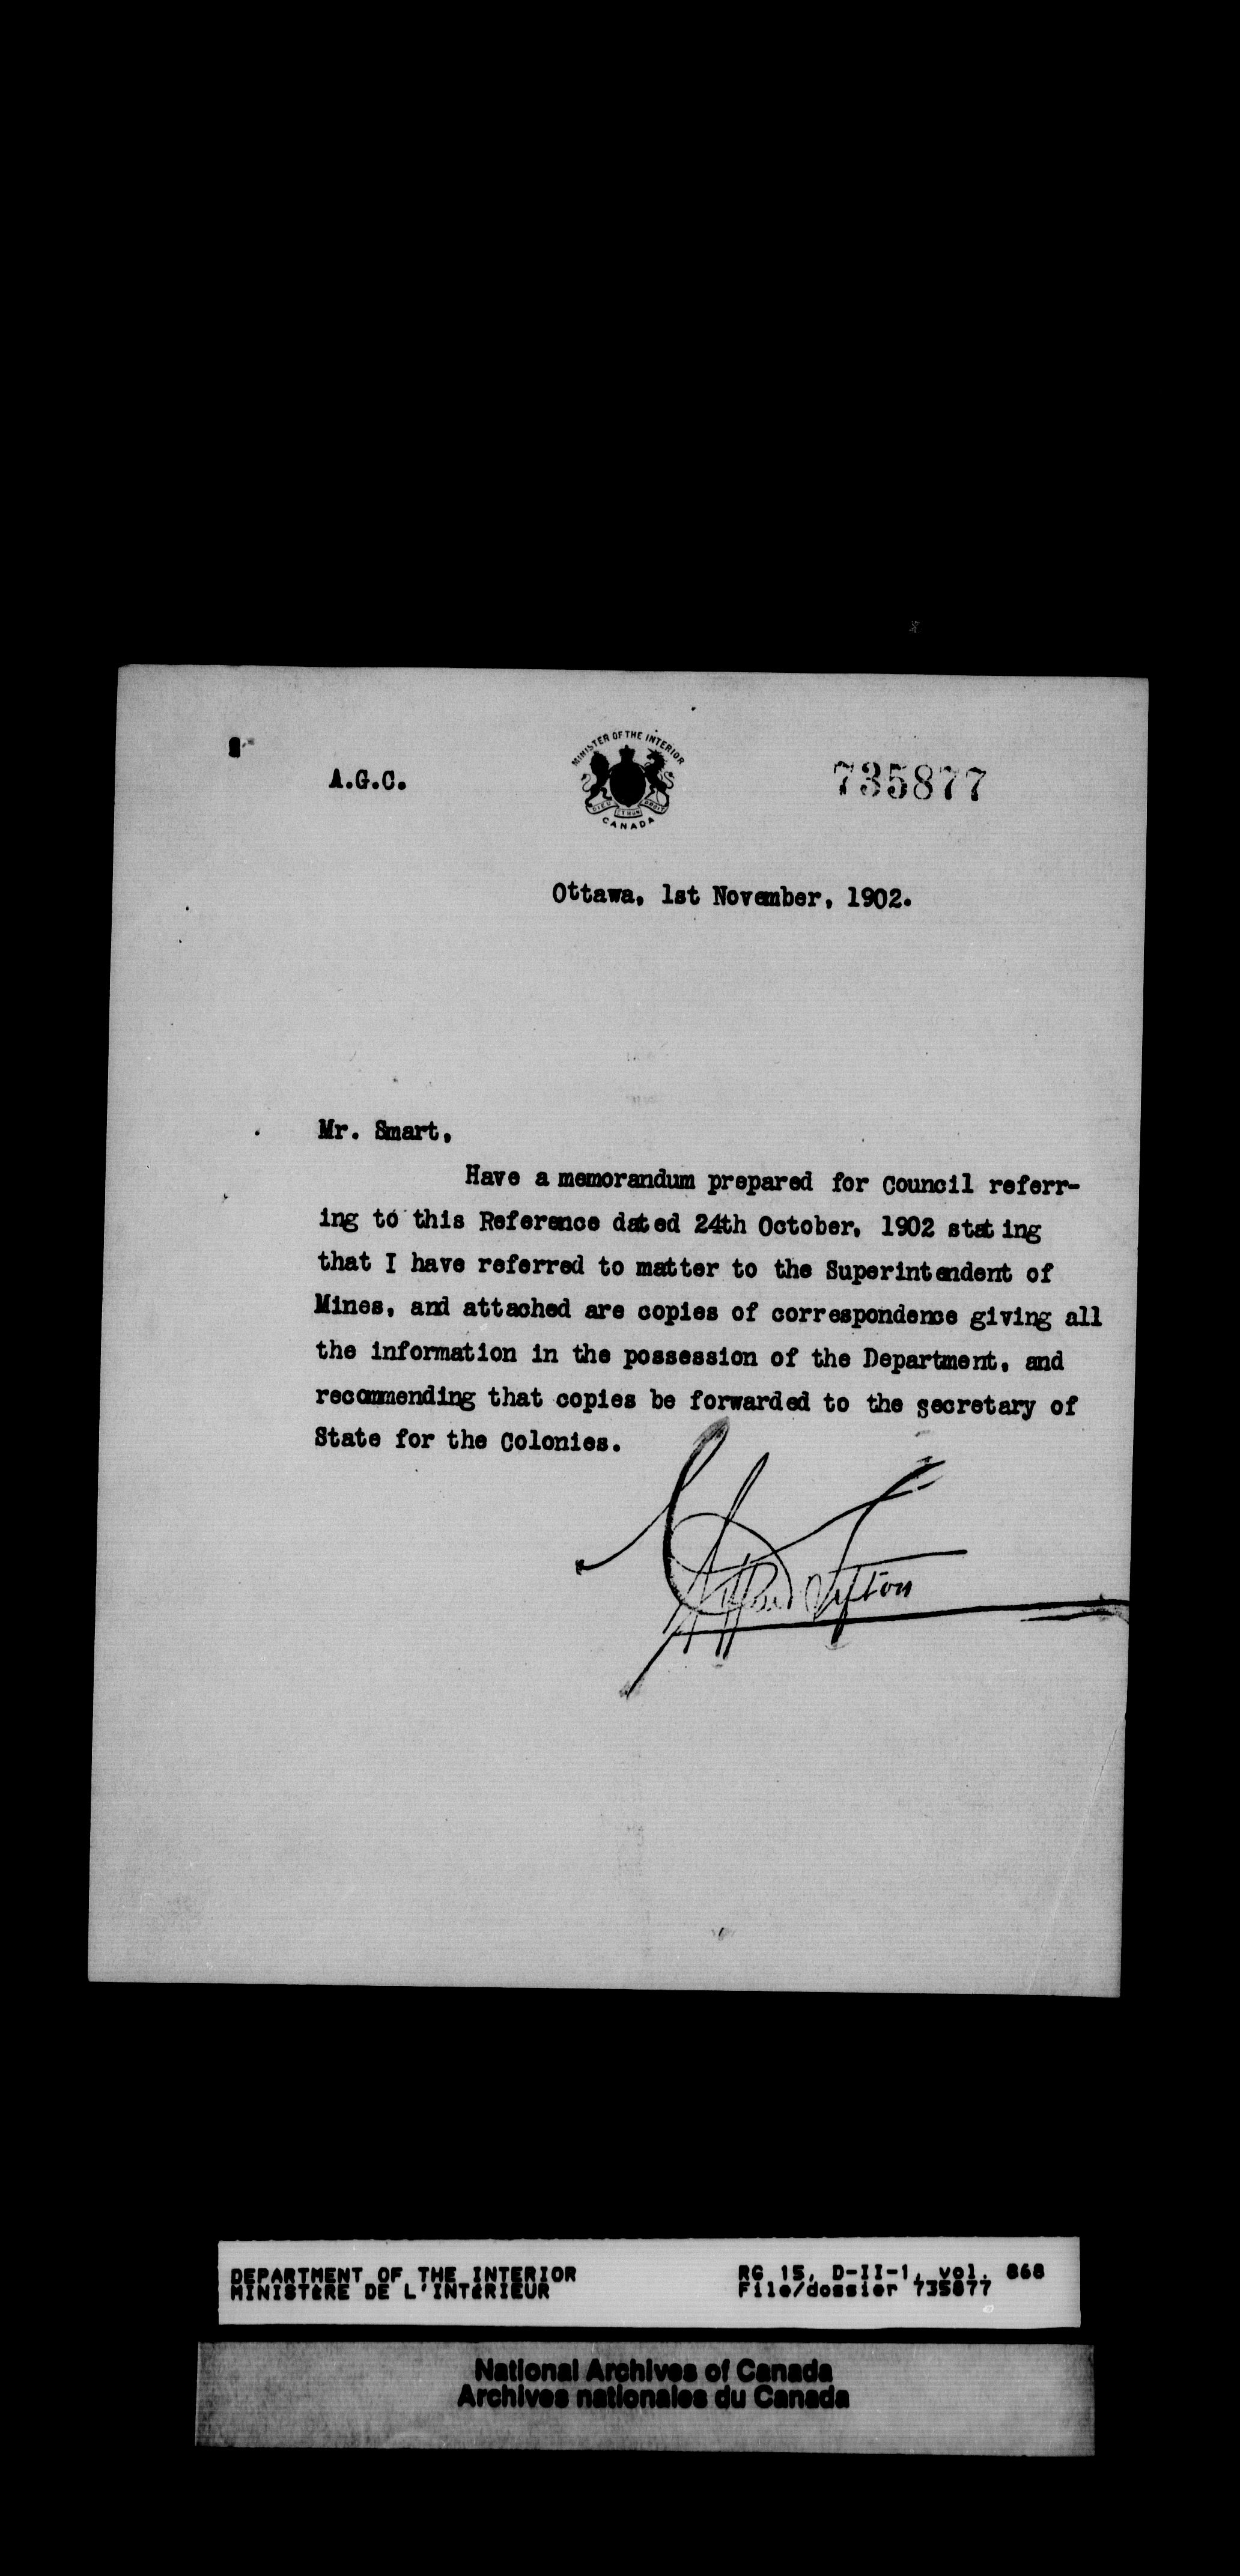 MINISTER OF THE INTERIOR
A.G.C.
735877
DIEU ET MON DROIT
CANADA
Ottawa, 1st November, 1902.
Mr. Smart,
Have a memorandum prepared for Council referr-
ing to this Reference dated 24th October, 1902 stating
that I have referred to matter to the Superintendent of
Mines, and attached are copies of correspondence giving all
the information in the possession of the Department, and
recommending that copies be forwarded to the secretary of
State for the Colonies.
Clifford Sifton
DEPARTMENT OF THE INTERIOR
MINISTÈRE DE L'INTÉRIEUR
RG 15, D-II-1, vol. 868
File/dossier 735877
National Archives of Canada
Archives nationales du Canada